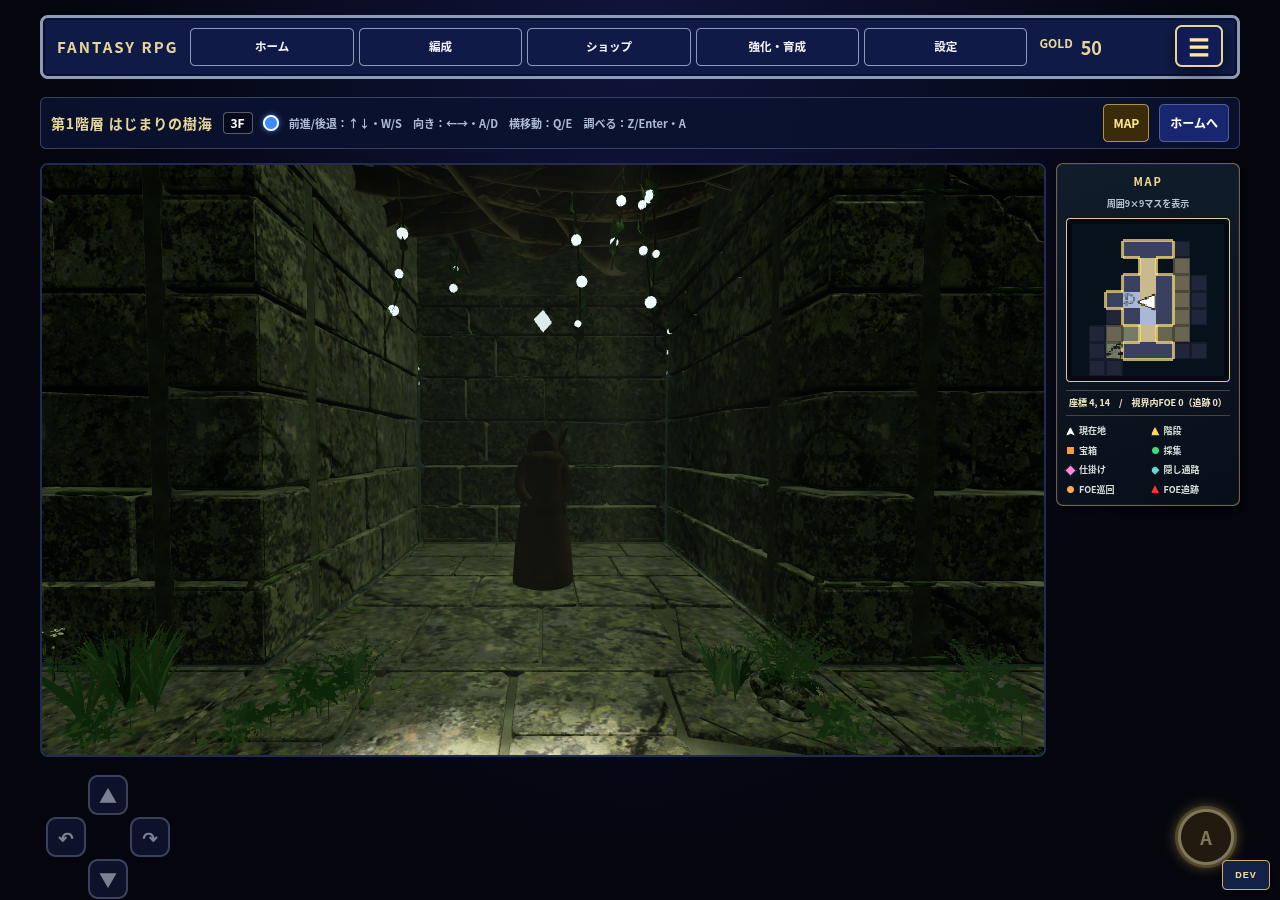 FANTASY RPG ホーム 編成 ショップ 強化・育成 設定 GOLD 50
第1階層 はじまりの樹海 3F 前進/後退：↑↓・W/S 向き：←→・A/D 横移動：Q/E 調べる：Z/Enter・A MAP ホームへ
MAP
周囲9×9マスを表示
座標 4, 14 / 視界内FOE 0（追跡 0）
現在地 階段
宝箱 採集
仕掛け 隠し通路
FOE巡回 FOE追跡
A
DEV